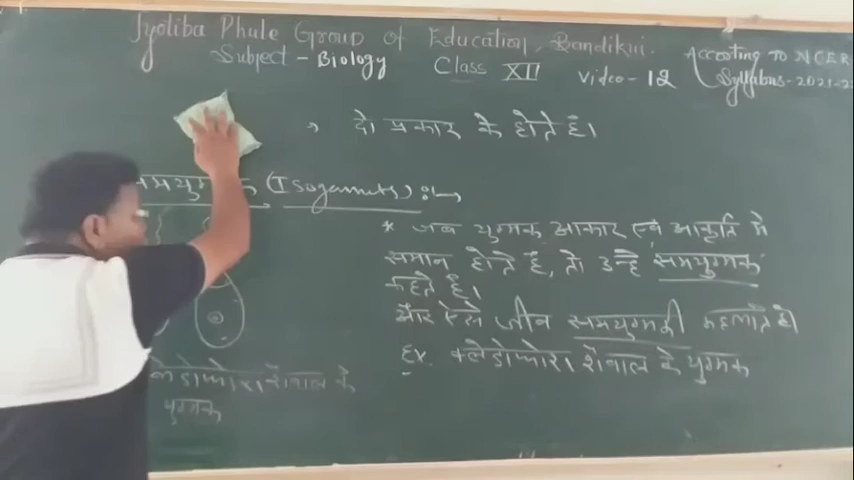 Jyotiba Phule Group of Education, Bandikui.
Subject - Biology Class XII Video - 12
According TO NCER
Syllabus - 2021-2
दो प्रकार के होते हैं।
समयुग्मक (Isogamets) :-
* जब युग्मक आकार एवं आकृति मे
समान होते हैं, तो उन्हें समयुग्मक
कहते हैं।
और ऐसे जीव समयुग्मकी कहलाते है।
Ex. क्लेडोफोरा शैवाल के युग्मक
क्लेडोफोरा शैवाल के
युग्मक